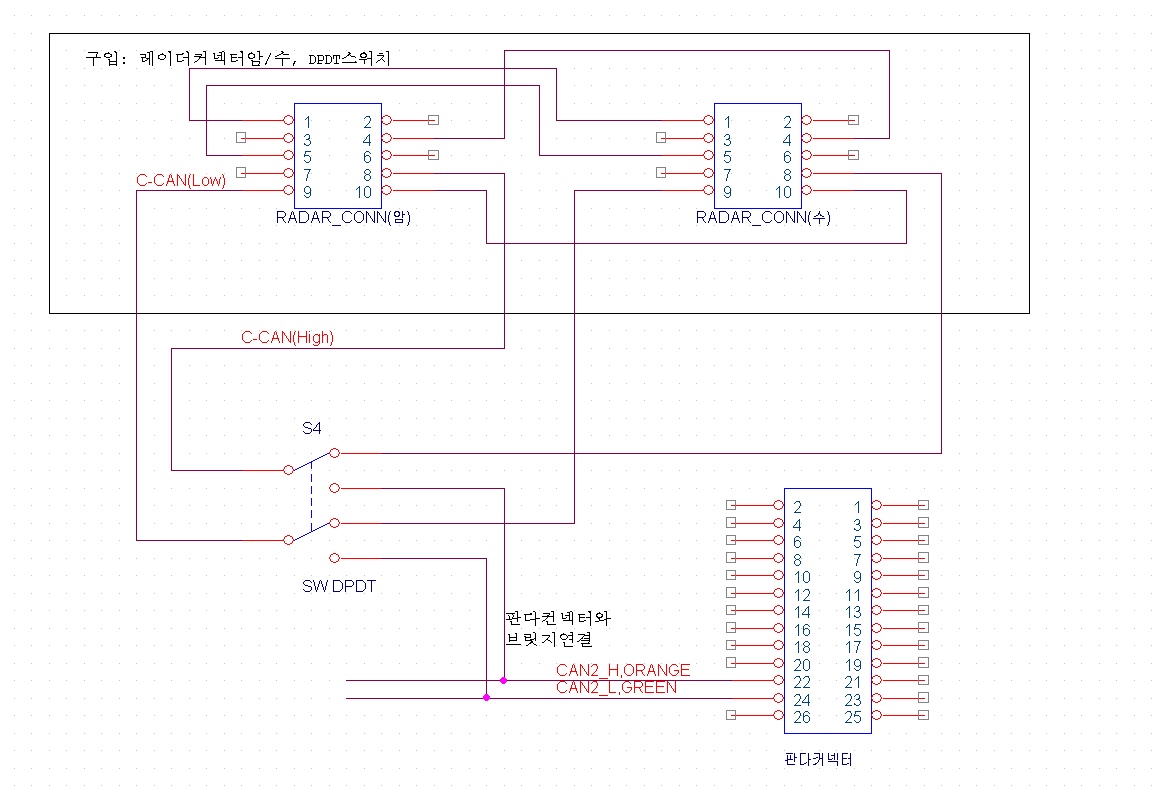 구입: 레이더커넥터암/수, DPDT스위치
1 2
3 4
5 6
7 8
9 10
RADAR_CONN(암)
1 2
3 4
5 6
7 8
9 10
RADAR_CONN(수)
C-CAN(Low)
C-CAN(High)
S4
SW DPDT
판다컨넥터와
브릿지연결
CAN2_H,ORANGE
CAN2_L,GREEN
2 1
4 3
6 5
8 7
10 9
12 11
14 13
16 15
18 17
20 19
22 21
24 23
26 25
판다커넥터